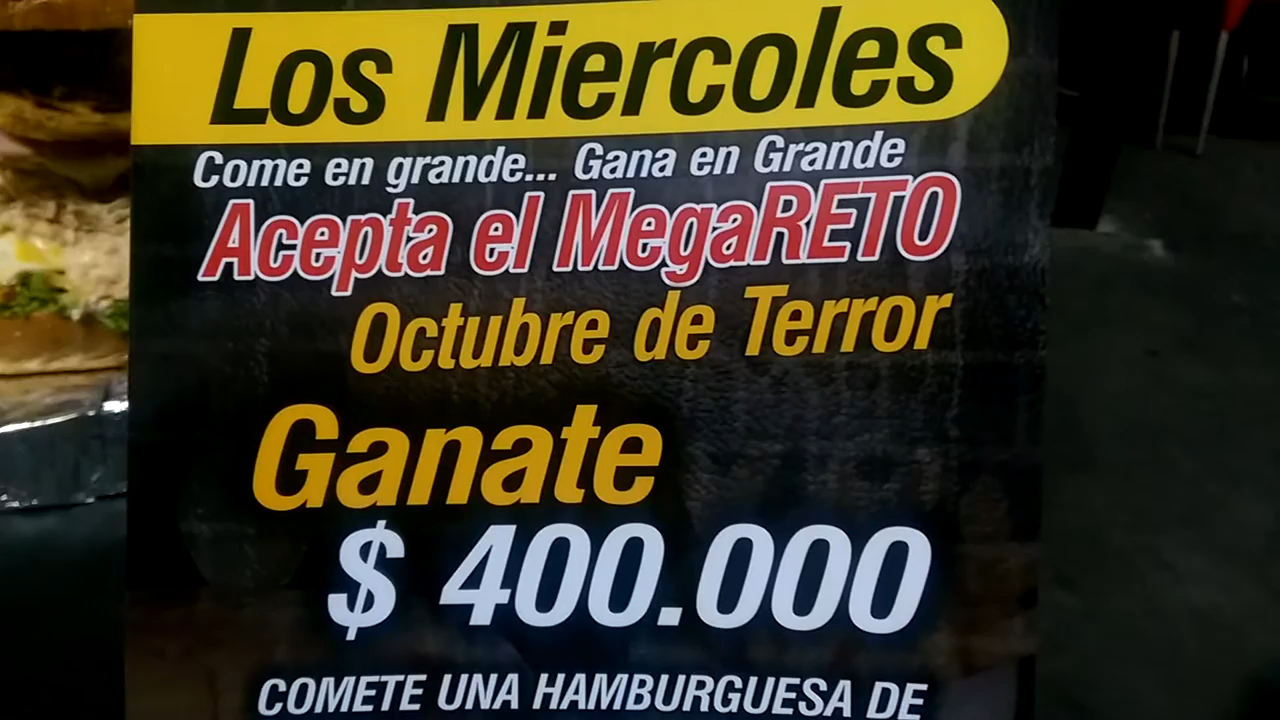 Los Miercoles
Come en grande... Gana en Grande
Acepta el MegaRETO
Octubre de Terror
Ganate
$ 400.000
COMETE UNA HAMBURGUESA DE